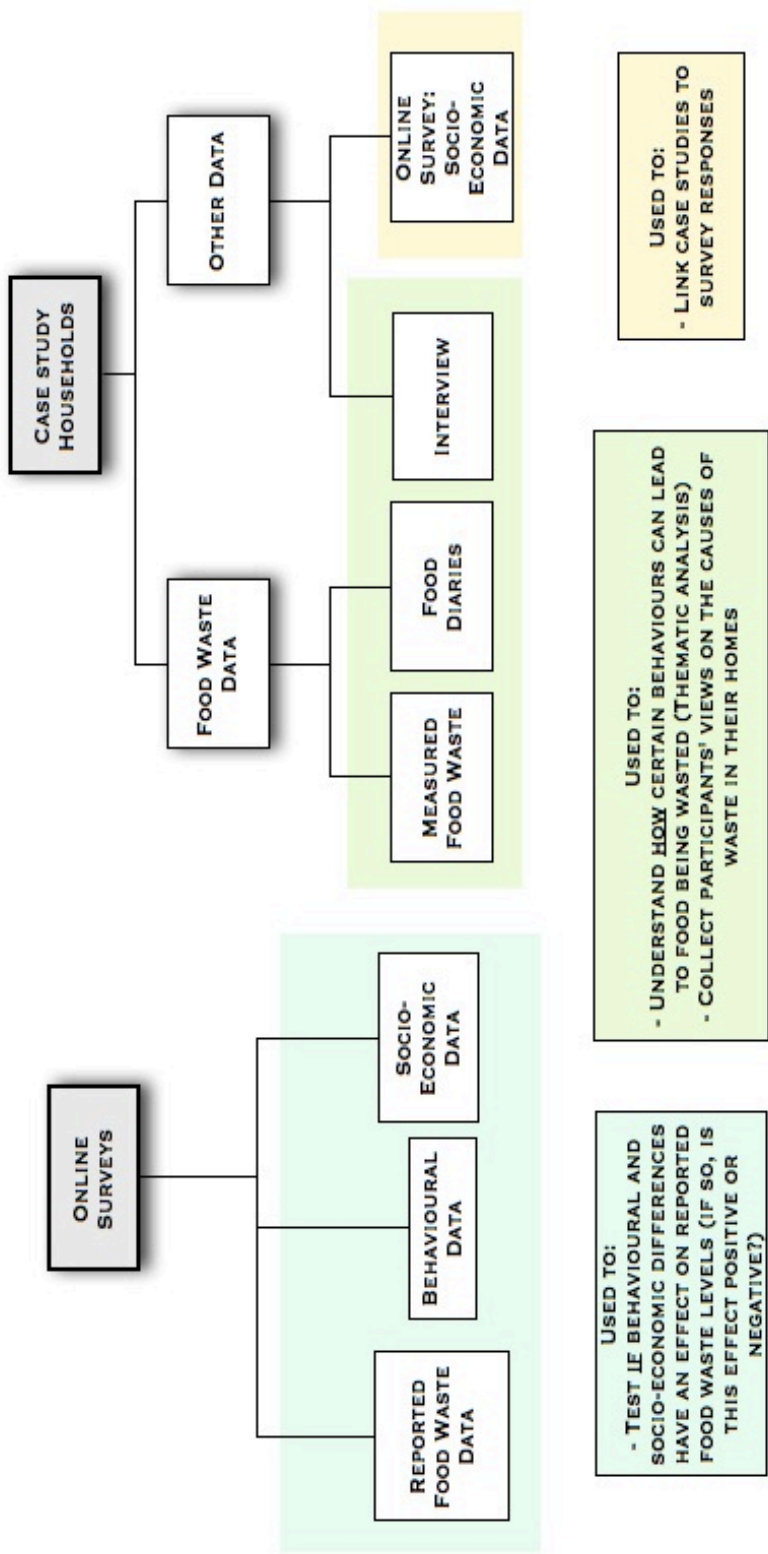 ONLINE
SURVEYS
REPORTED
FOOD WASTE
DATA
BEHAVIOURAL
DATA
SOCIO-
ECONOMIC
DATA
CASE STUDY
HOUSEHOLDS
FOOD WASTE
DATA
OTHER DATA
MEASURED
FOOD WASTE
FOOD
DIARIES
INTERVIEW
ONLINE
SURVEY:
SOCIO-
ECONOMIC
DATA
USED TO:
- TEST IF BEHAVIOURAL AND
SOCIO-ECONOMIC DIFFERENCES
HAVE AN EFFECT ON REPORTED
FOOD WASTE LEVELS (IF SO, IS
THIS EFFECT POSITIVE OR
NEGATIVE?)
USED TO:
- UNDERSTAND HOW CERTAIN BEHAVIOURS CAN LEAD
TO FOOD BEING WASTED (THEMATIC ANALYSIS)
- COLLECT PARTICIPANTS' VIEWS ON THE CAUSES OF
WASTE IN THEIR HOMES
USED TO:
- LINK CASE STUDIES TO
SURVEY RESPONSES